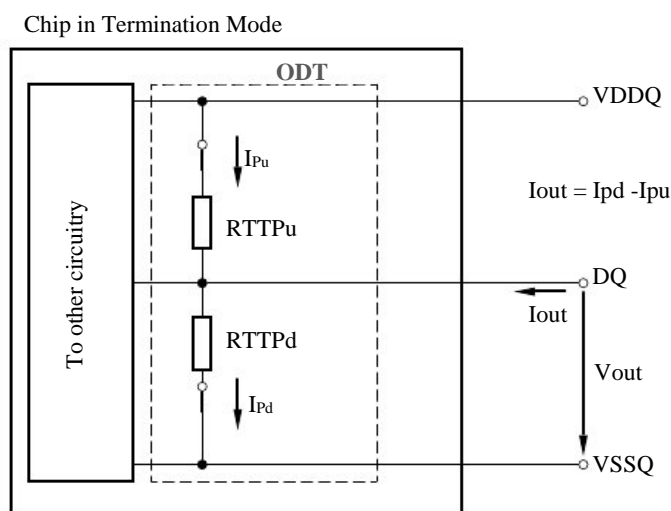 Chip in Termination Mode
ODT
VDDQ
IPu
Iout = Ipd -Ipu
RTTPu
To other circuitry
DQ
Iout
RTTPd
Vout
IPd
VSSQ